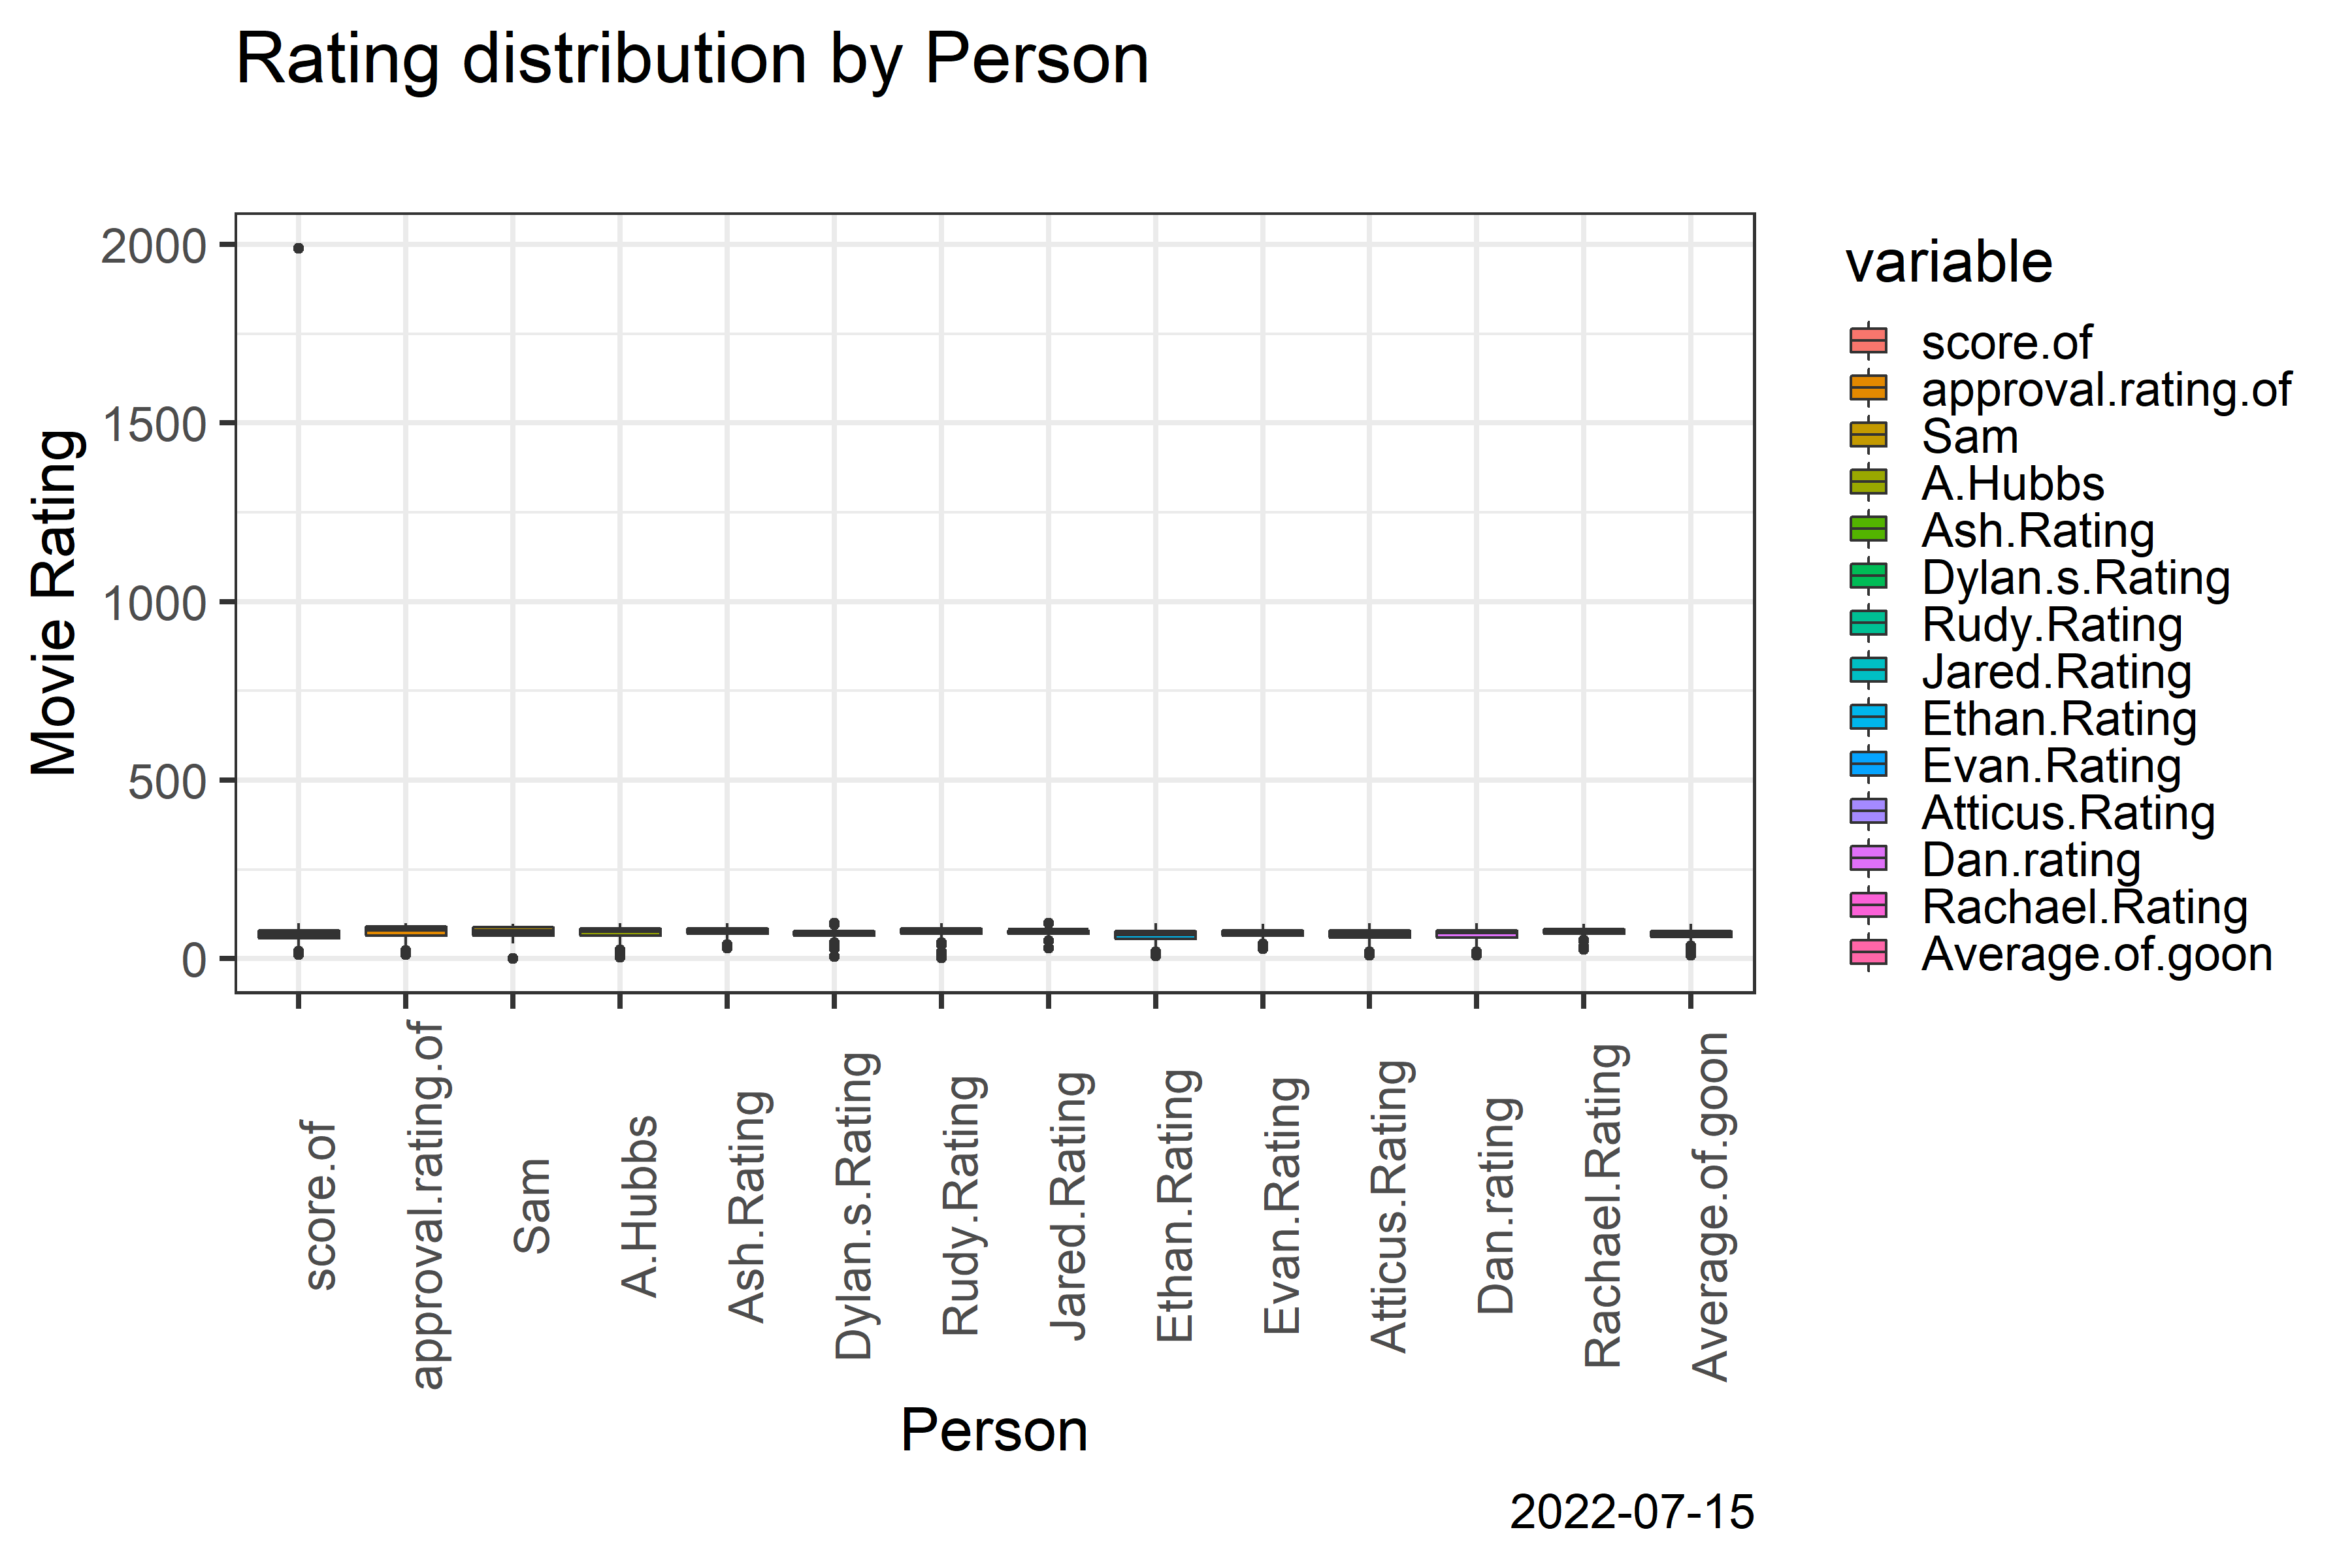 Rating distribution by Person
Movie Rating
2000
1500
1000
500
0
score.of
approval.rating.of
Sam
A.Hubbs
Ash.Rating
Dylan.s.Rating
Rudy.Rating
Jared.Rating
Ethan.Rating
Evan.Rating
Atticus.Rating
Dan.rating
Rachael.Rating
Average.of.goon
Person
variable
score.of
approval.rating.of
Sam
A.Hubbs
Ash.Rating
Dylan.s.Rating
Rudy.Rating
Jared.Rating
Ethan.Rating
Evan.Rating
Atticus.Rating
Dan.rating
Rachael.Rating
Average.of.goon
2022-07-15